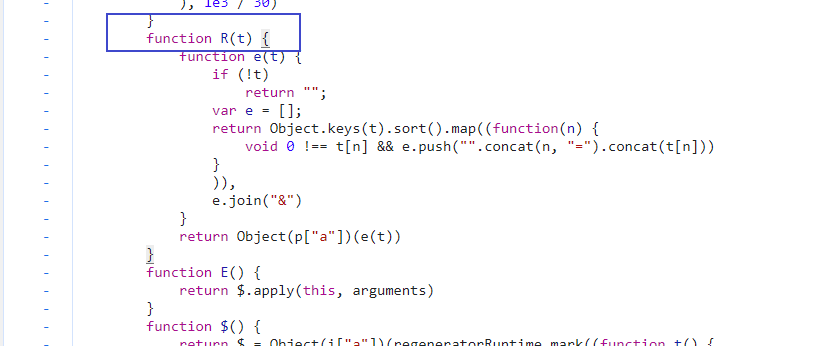 ), 1e3 / 30)
}
function R(t) {
function e(t) {
if (!t)
return "";
var e = [];
return Object.keys(t).sort().map((function(n) {
void 0 !== t[n] && e.push("".concat(n, "=").concat(t[n]))
}
)),
e.join("&")
}
return Object(p["a"])(e(t))
}
function E() {
return $.apply(this, arguments)
}
function $() {
return $ = Object(i["a"])(regeneratorRuntime.mark((function t() {